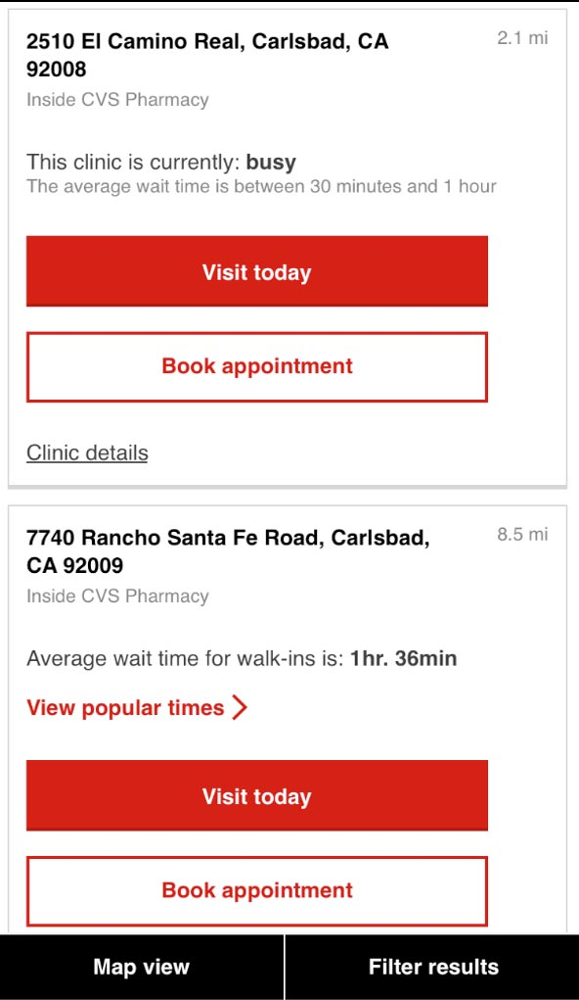 2510 El Camino Real, Carlsbad, CA
92008
2.1 mi
Inside CVS Pharmacy
This clinic is currently: busy
The average wait time is between 30 minutes and 1 hour
Visit today
Book appointment
Clinic details
7740 Rancho Santa Fe Road, Carlsbad,
CA 92009
8.5 mi
Inside CVS Pharmacy
Average wait time for walk-ins is: 1hr. 36min
View popular times
Visit today
Book appointment
Map view
Filter results